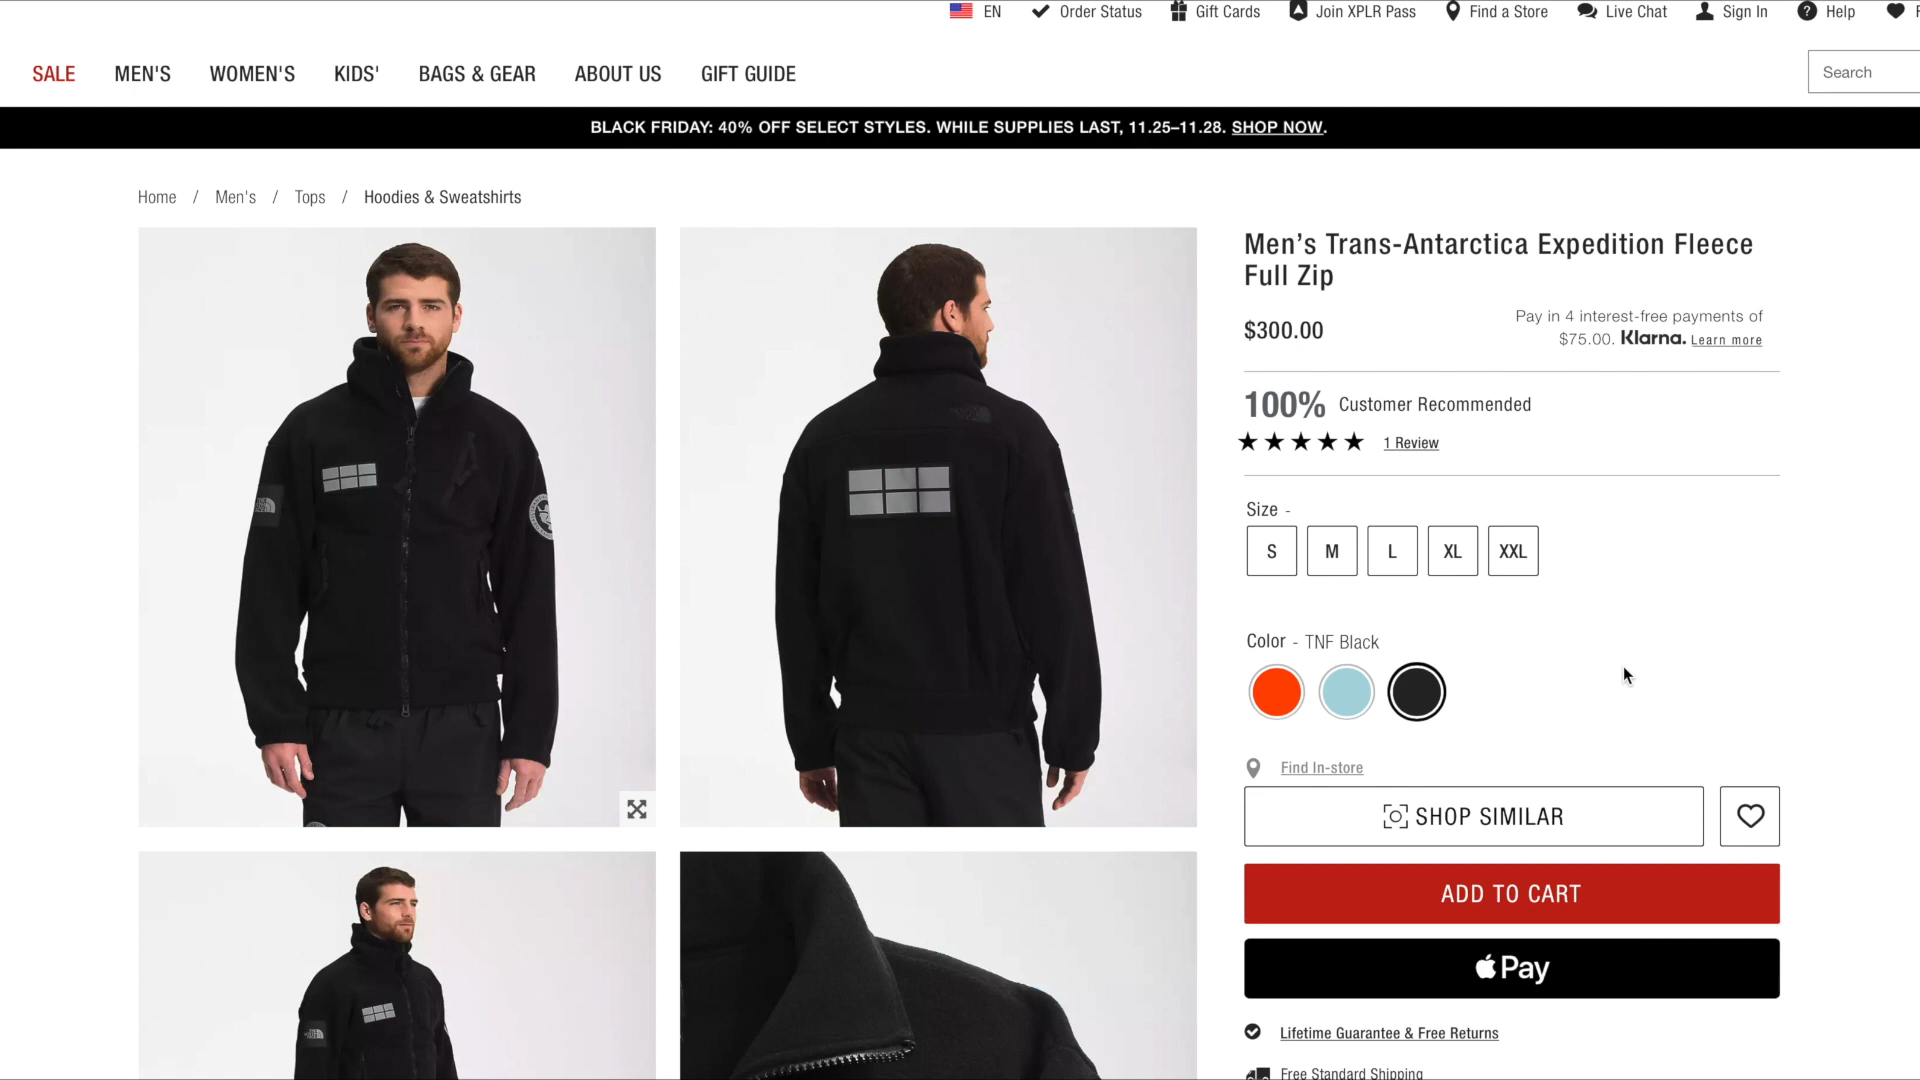 EN Order Status Gift Cards Join XPLR Pass Find a Store Live Chat Sign In Help
SALE MEN'S WOMEN'S KIDS' BAGS & GEAR ABOUT US GIFT GUIDE
Search
BLACK FRIDAY: 40% OFF SELECT STYLES. WHILE SUPPLIES LAST, 11.25–11.28. SHOP NOW.
Home / Men's / Tops / Hoodies & Sweatshirts
Men’s Trans-Antarctica Expedition Fleece
Full Zip
$300.00
Pay in 4 interest-free payments of
$75.00. Klarna. Learn more
100% Customer Recommended
1 Review
Size -
S M L XL XXL
Color - TNF Black
Find In-store
SHOP SIMILAR
ADD TO CART
Pay
Lifetime Guarantee & Free Returns
Free Standard Shipping